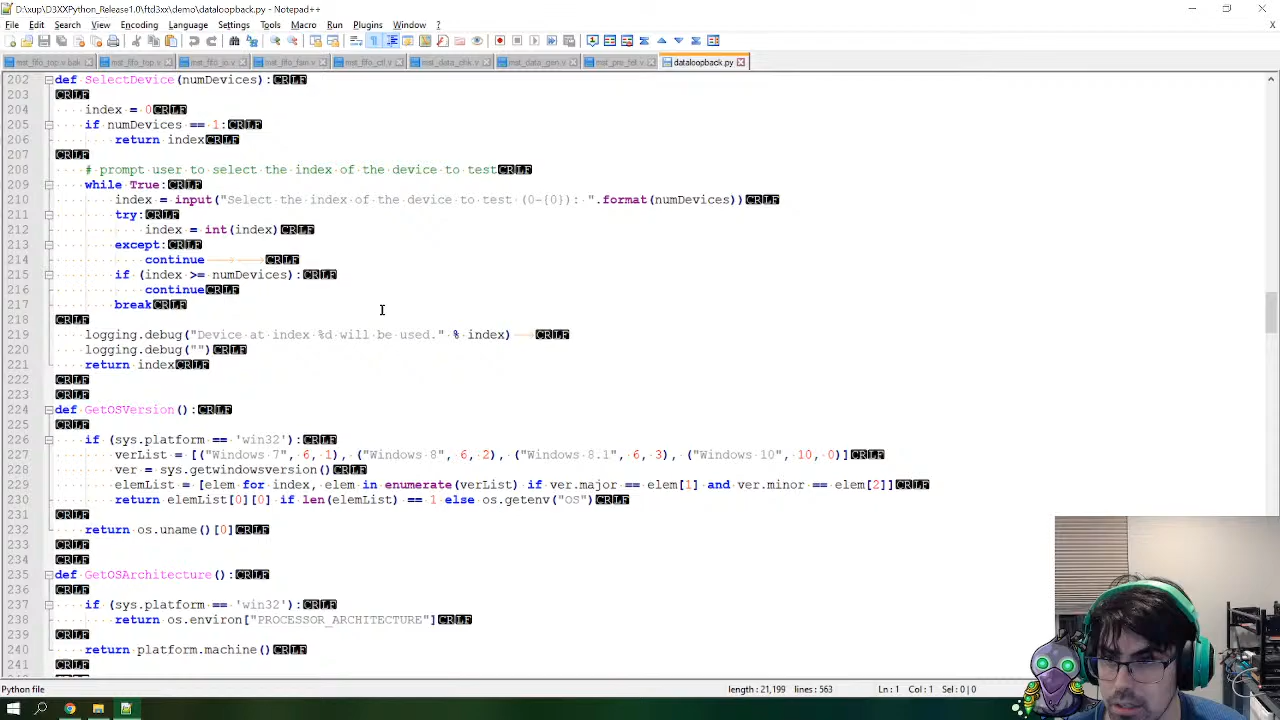 D:\xup\D3XXPython_Release1.0\ftd3xx\demo\dataloopback.py - Notepad++
File Edit Search View Encoding Language Settings Tools Macro Run Plugins Window ?
mst_fifo_top.v.bak mst_fifo_top.v mst_fifo_io.v mst_fifo_fsm.v mst_fifo_ctl.v mst_data_chk.v mst_data_gen.v mst_pre_fet.v dataloopback.py
202 def SelectDevice(numDevices):CRLF
203 CRLF
204 index = 0CRLF
205 if numDevices == 1:CRLF
206 return indexCRLF
207 CRLF
208 # prompt user to select the index of the device to testCRLF
209 while True:CRLF
210 index = input("Select the index of the device to test (0-{0}): ".format(numDevices))CRLF
211 try:CRLF
212 index = int(index)CRLF
213 except:CRLF
214 continue CRLF
215 if (index >= numDevices):CRLF
216 continueCRLF
217 breakCRLF
218 CRLF
219 logging.debug("Device at index %d will be used." % index) CRLF
220 logging.debug("")CRLF
221 return indexCRLF
222 CRLF
223 CRLF
224 def GetOSVersion():CRLF
225 CRLF
226 if (sys.platform == 'win32'):CRLF
227 verList = [("Windows 7", 6, 1), ("Windows 8", 6, 2), ("Windows 8.1", 6, 3), ("Windows 10", 10, 0)]CRLF
228 ver = sys.getwindowsversion()CRLF
229 elemList = [elem for index, elem in enumerate(verList) if ver.major == elem[1] and ver.minor == elem[2]]CRLF
230 return elemList[0][0] if len(elemList) == 1 else os.getenv("OS")CRLF
231 CRLF
232 return os.uname()[0]CRLF
233 CRLF
234 CRLF
235 def GetOSArchitecture():CRLF
236 CRLF
237 if (sys.platform == 'win32'):CRLF
238 return os.environ["PROCESSOR_ARCHITECTURE"]CRLF
239 CRLF
240 return platform.machine()CRLF
241 CRLF
Python file length : 21,199 lines : 563 Ln : 1 Col : 1 Sel : 0 | 0